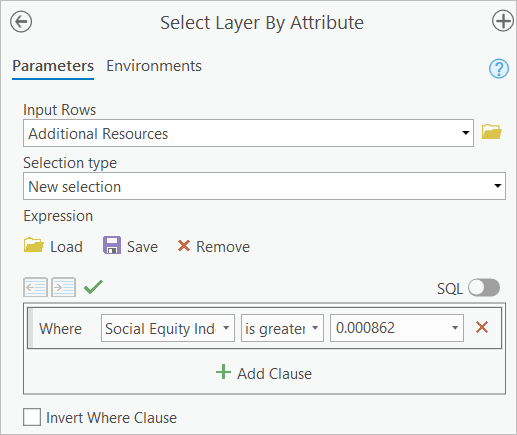 Select Layer By Attribute
Parameters Environments
Input Rows
Additional Resources
Selection type
New selection
Expression
Load Save Remove
SQL
Where Social Equity Ind is greater 0.000862
Add Clause
Invert Where Clause